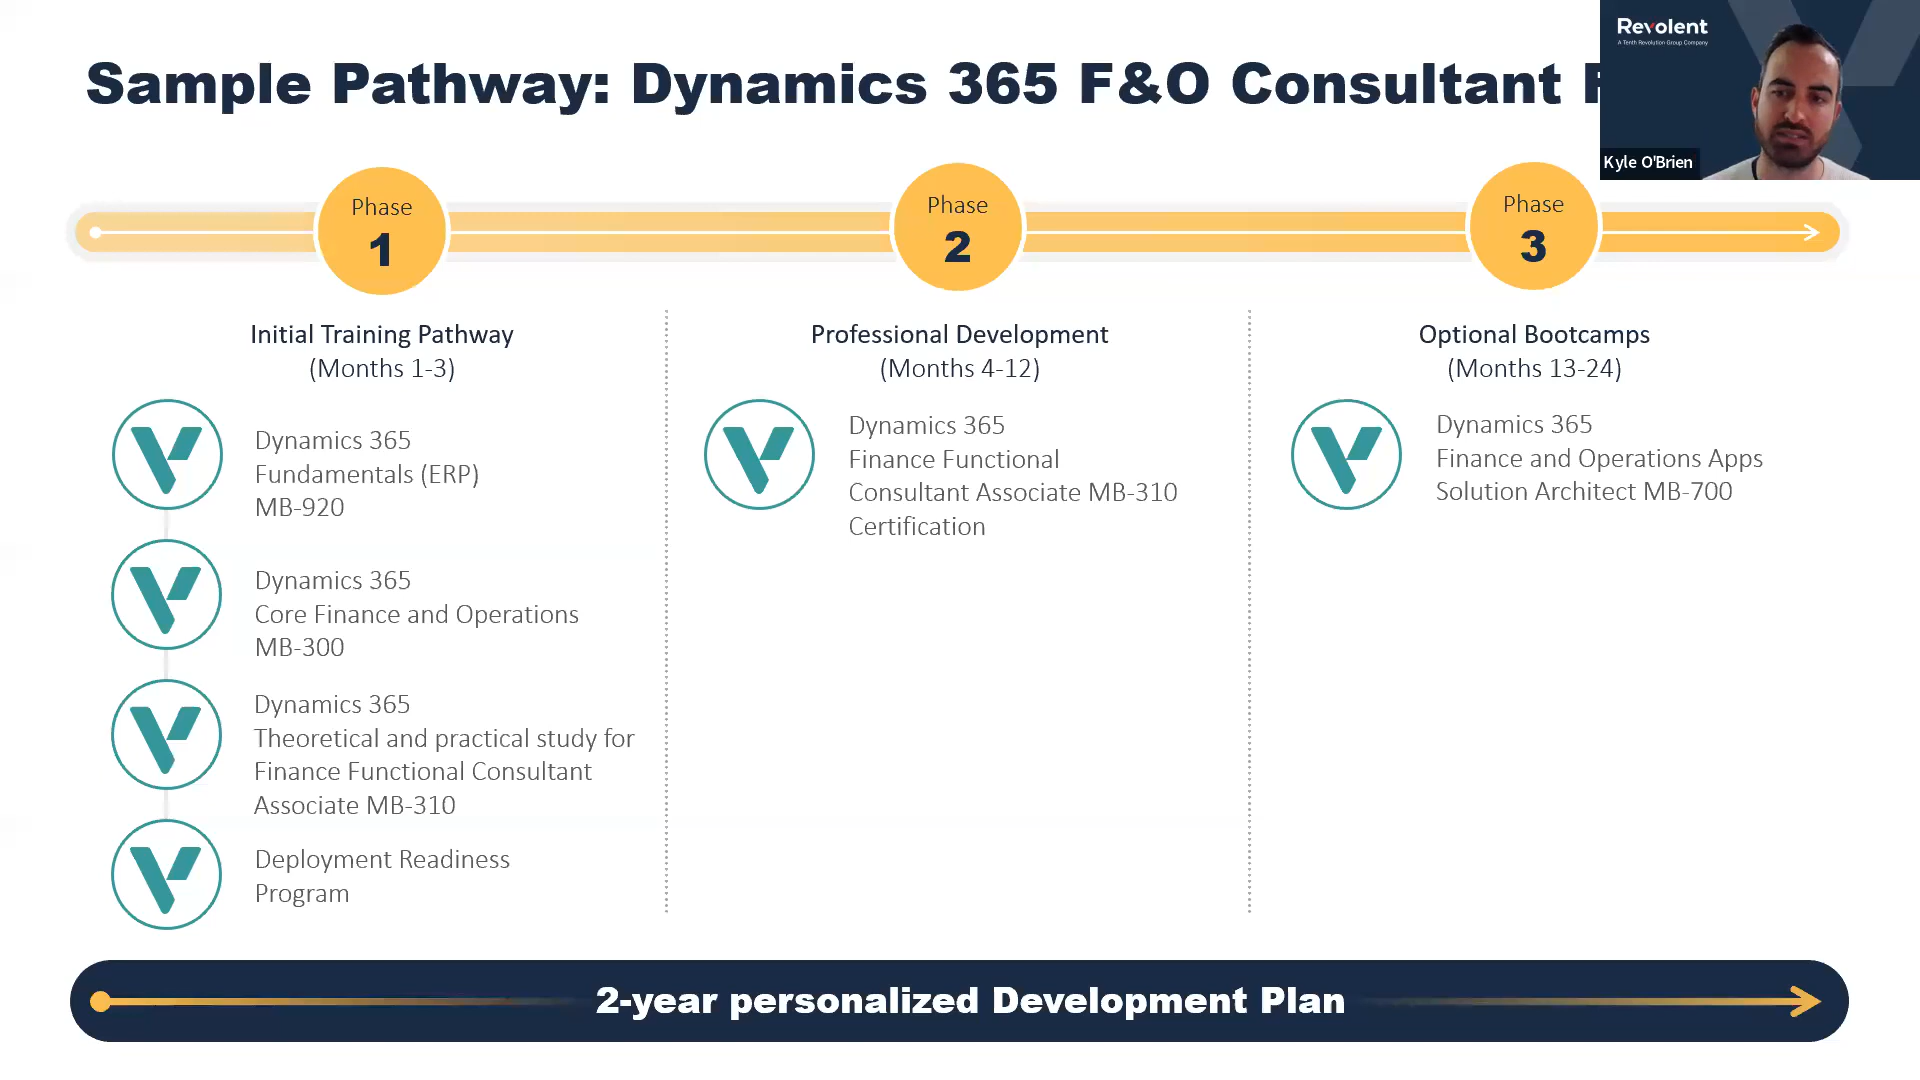 Revolent
A Tenth Revolution Group Company
Kyle O'Brien
Sample Pathway: Dynamics 365 F&O Consultant
Phase
1
Phase
2
Phase
3
Initial Training Pathway
(Months 1-3)
Dynamics 365
Fundamentals (ERP)
MB-920
Dynamics 365
Core Finance and Operations
MB-300
Dynamics 365
Theoretical and practical study for
Finance Functional Consultant
Associate MB-310
Deployment Readiness
Program
Professional Development
(Months 4-12)
Dynamics 365
Finance Functional
Consultant Associate MB-310
Certification
Optional Bootcamps
(Months 13-24)
Dynamics 365
Finance and Operations Apps
Solution Architect MB-700
2-year personalized Development Plan